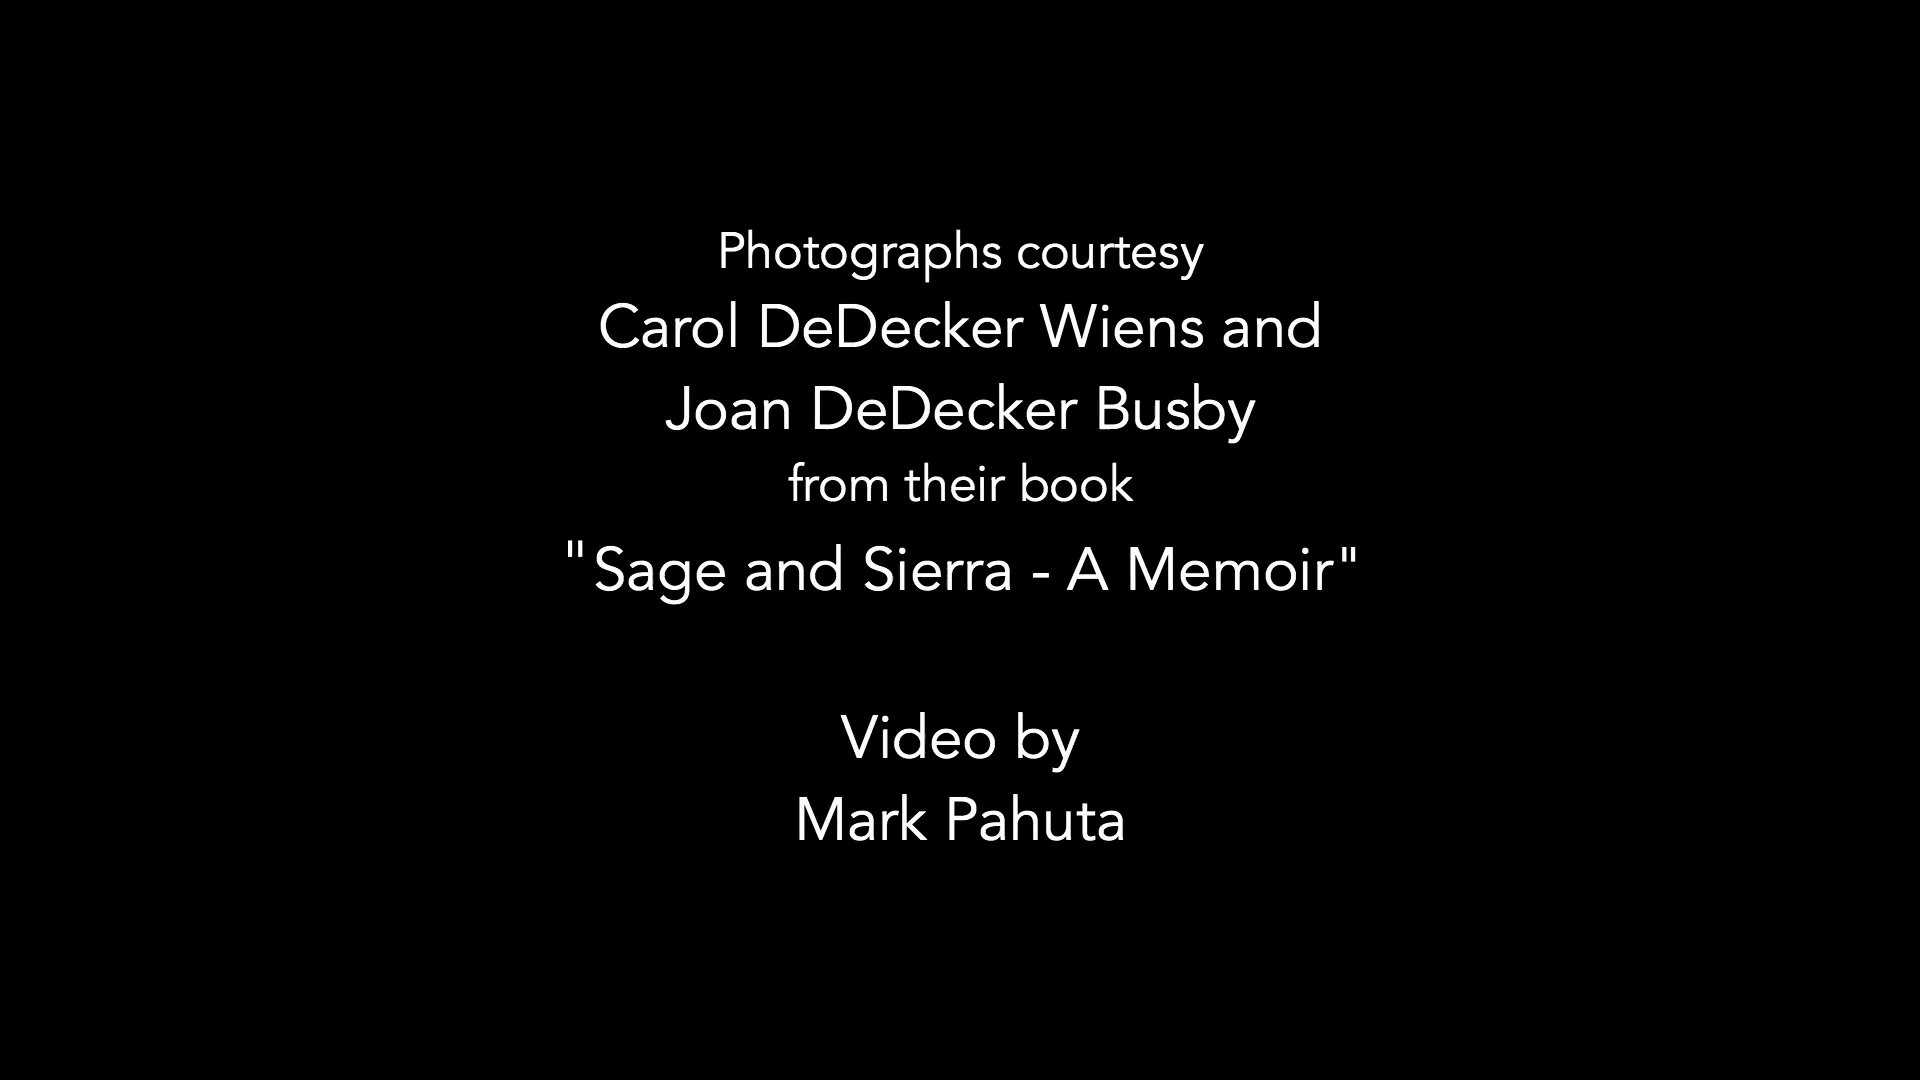 Photographs courtesy
Carol DeDecker Wiens and
Joan DeDecker Busby
from their book
"Sage and Sierra - A Memoir"
Video by
Mark Pahuta